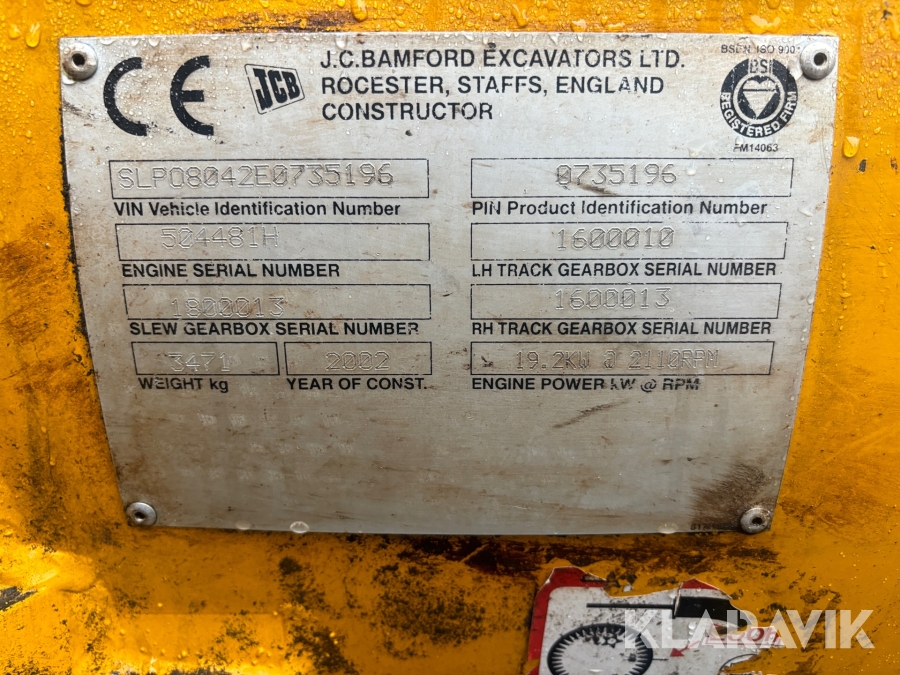 CE
JCB
J.C.BAMFORD EXCAVATORS LTD.
ROCESTER, STAFFS, ENGLAND
CONSTRUCTOR
BSEN ISO 9001
BSI
REGISTERED FIRM
FM14063
SLP08042E0735196
0735196
VIN Vehicle Identification Number
PIN Product Identification Number
504481H
1600010
ENGINE SERIAL NUMBER
LH TRACK GEARBOX SERIAL NUMBER
1800013
1600013
SLEW GEARBOX SERIAL NUMBER
RH TRACK GEARBOX SERIAL NUMBER
3471
2002
19.2KW @ 2110RPM
WEIGHT kg
YEAR OF CONST.
ENGINE POWER kW @ RPM
KLARAVIK